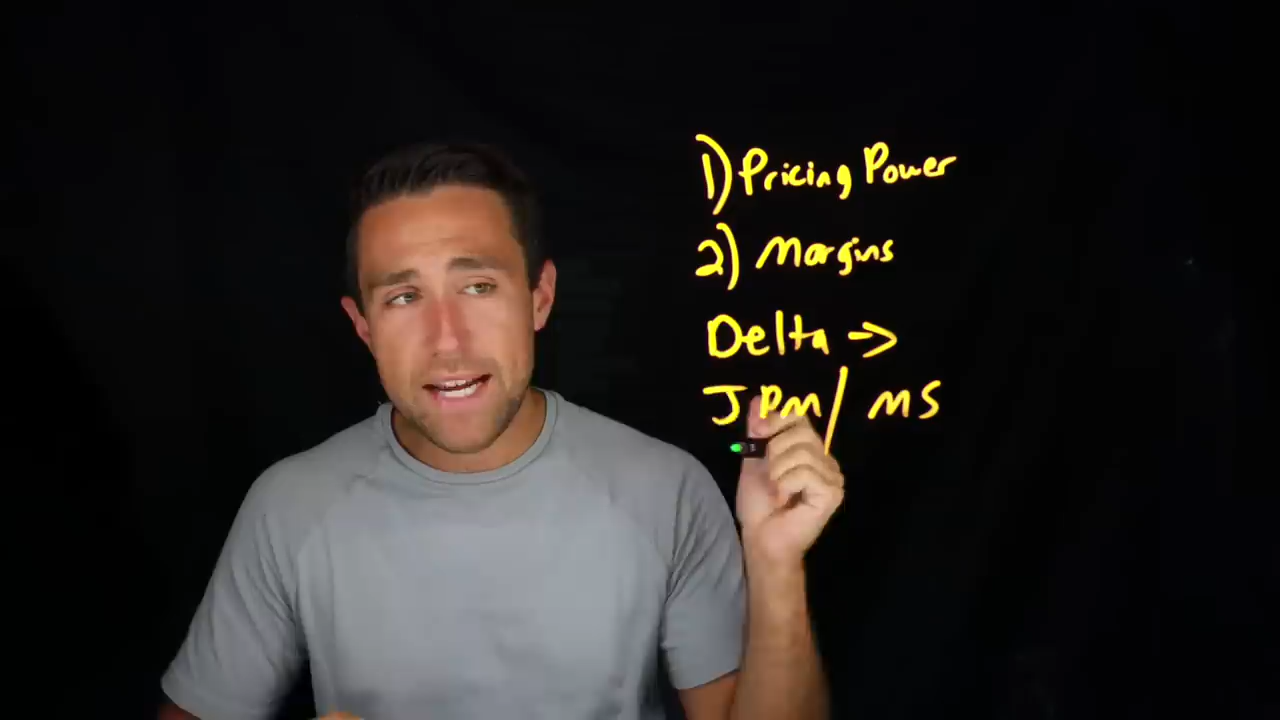 1) Pricing Power
2) Margins
Delta →
JPM / MS